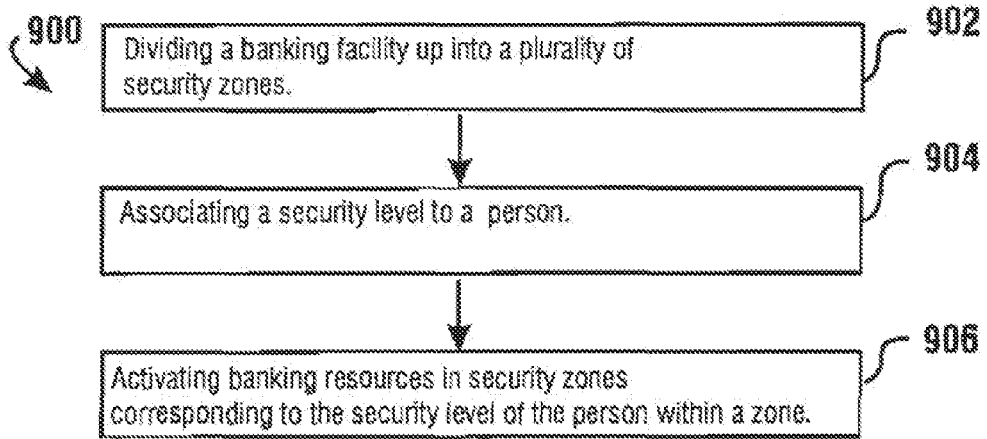 900
902
Dividing a banking facility up into a plurality of
security zones.
904
Associating a security level to a person.
906
Activating banking resources in security zones
corresponding to the security level of the person within a zone.